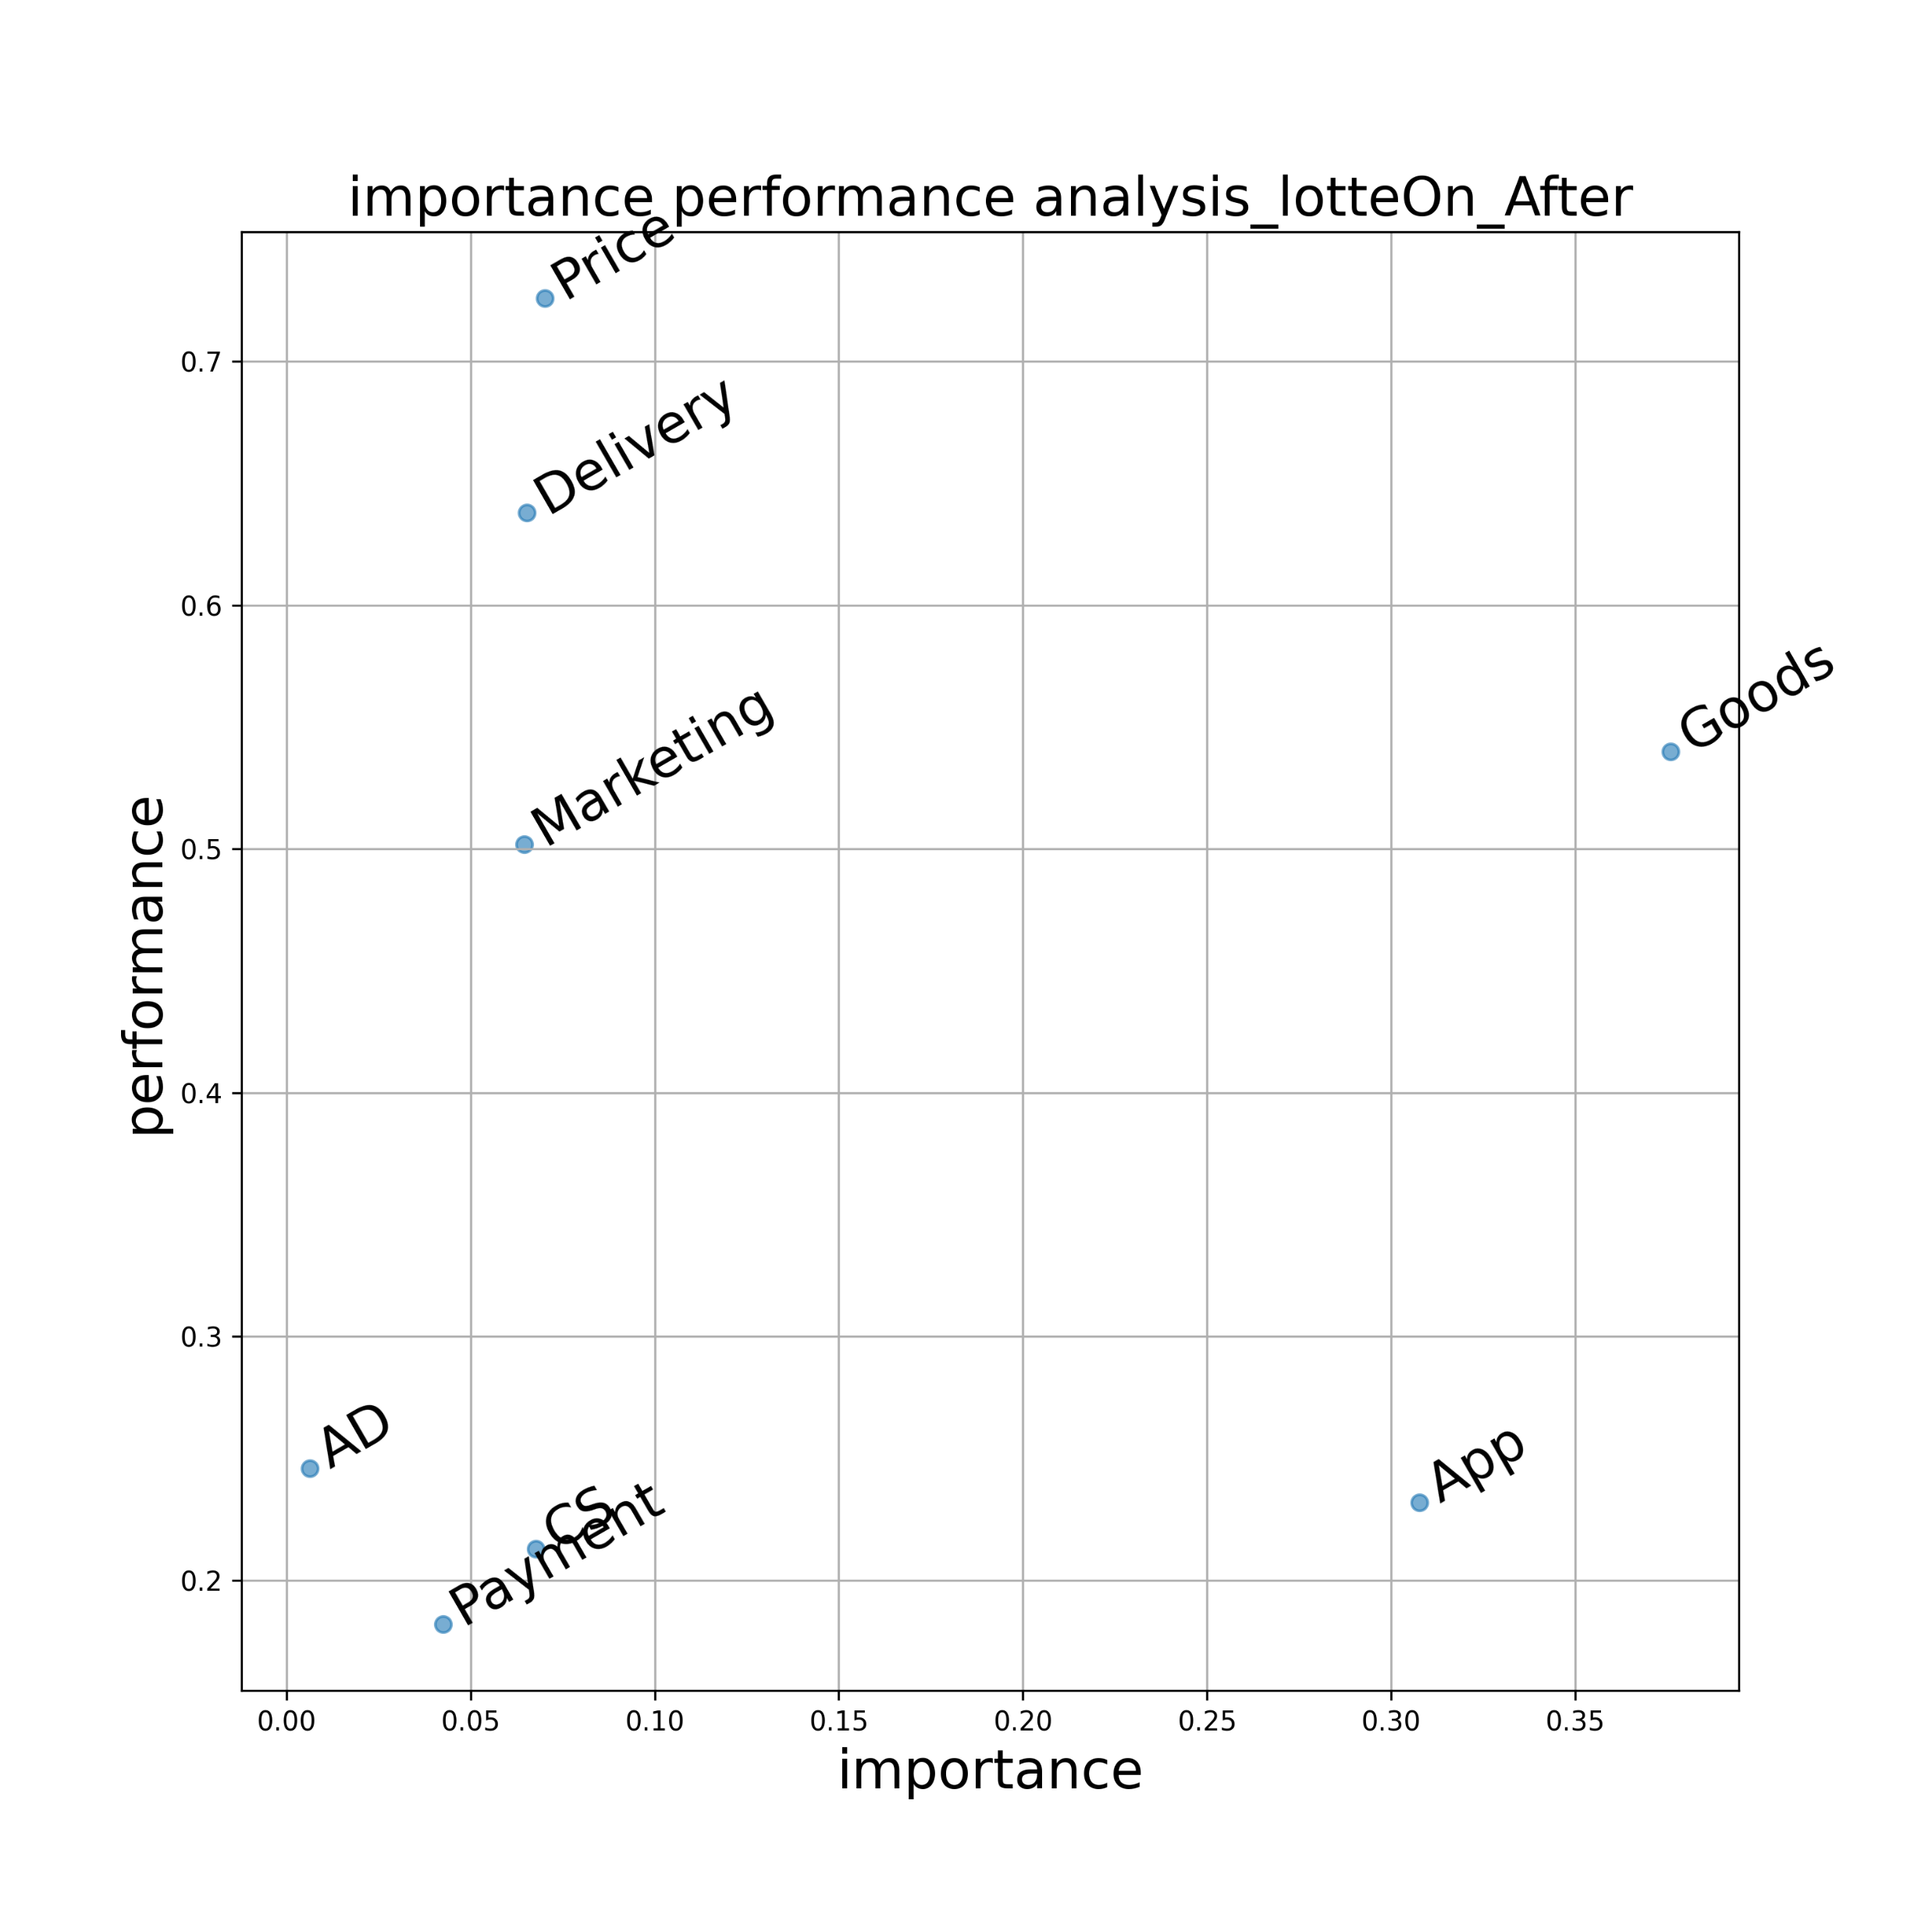 importance performance analysis_lotteOn_After
Price
0.7
Delivery
0.6
Goods
Marketing
0.5
performance
0.4
0.3
AD
App
CS
Payment
0.2
0.00 0.05 0.10 0.15 0.20 0.25 0.30 0.35
importance